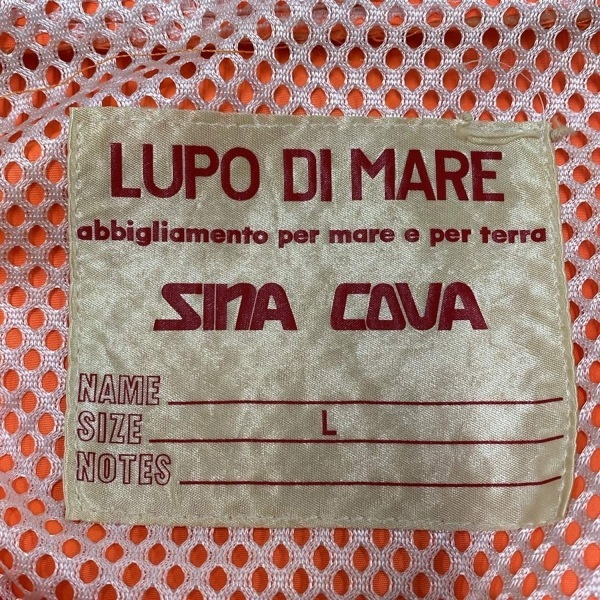 LUPO DI MARE
abbigliamento per mare e per terra
SINA COVA
NAME
SIZE L
NOTES